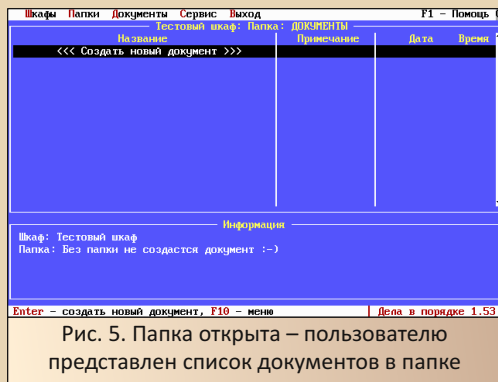 Шкафы Папки Документы Сервис Выход F1 – Помощь
Тестовый шкаф: Папка: ДОКУМЕНТЫ
Название Примечание Дата Время
<<< Создать новый документ >>>
Информация
Шкаф: Тестовый шкаф
Папка: Без папки не создастся документ :-)
Enter – создать новый документ, F10 – меню Дела в порядке 1.53
Рис. 5. Папка открыта – пользователю
представлен список документов в папке